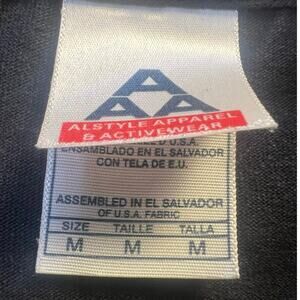 AAA
ALSTYLE APPAREL
& ACTIVEWEAR
U.S.A.
ENSAMBLADO EN EL SALVADOR
CON TELA DE E.U.
ASSEMBLED IN EL SALVADOR
OF U.S.A. FABRIC
SIZE TAILLE TALLA
M M M